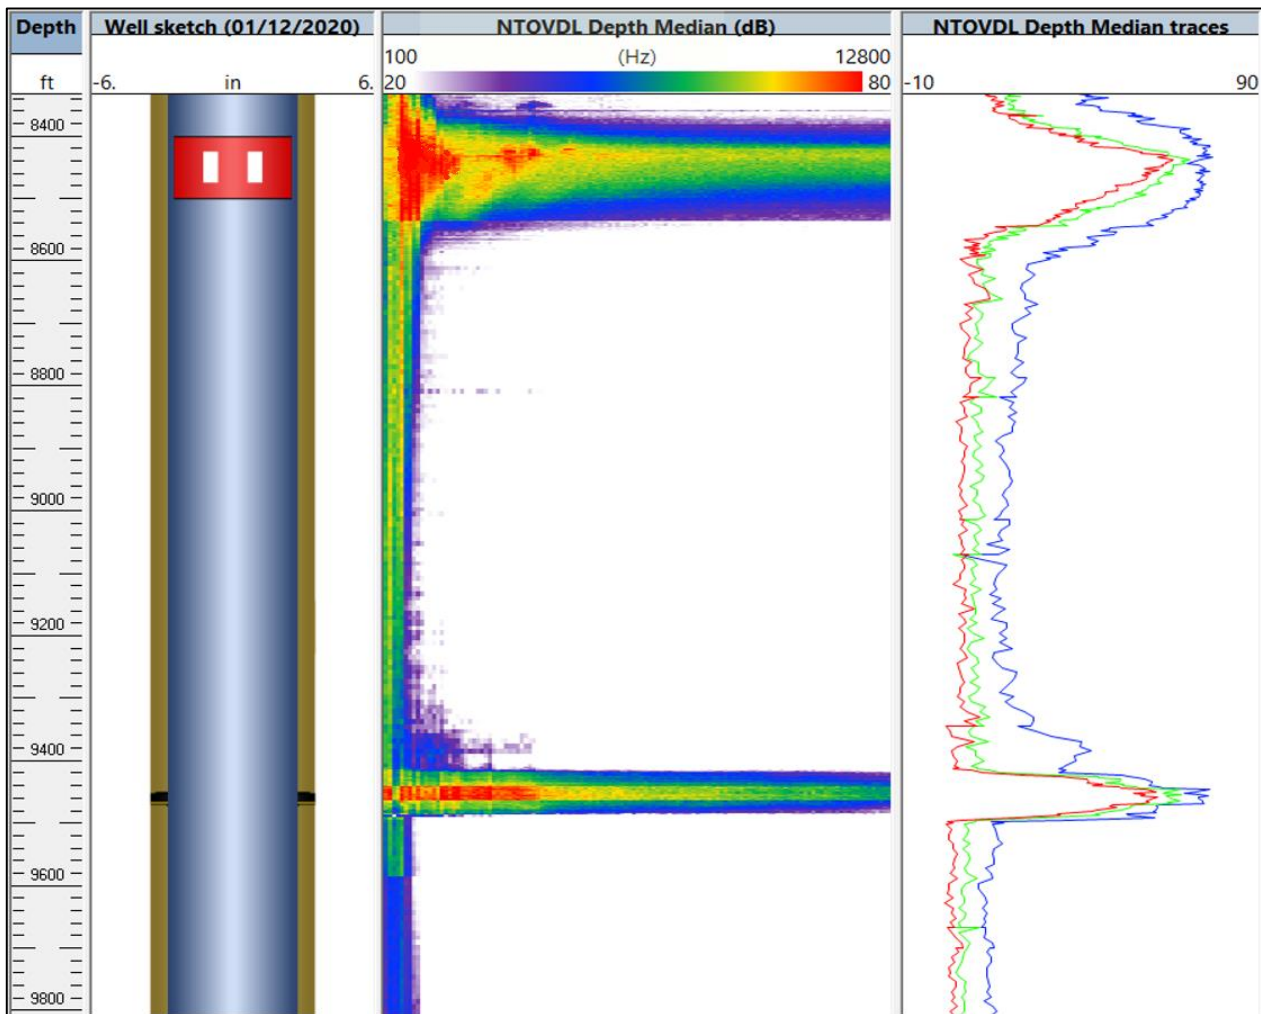 Depth Well sketch (01/12/2020) NTOVDL Depth Median (dB) NTOVDL Depth Median traces
100 (Hz) 12800
ft -6. in 6. 20 80 -10 90
8400
8600
8800
9000
9200
9400
9600
9800